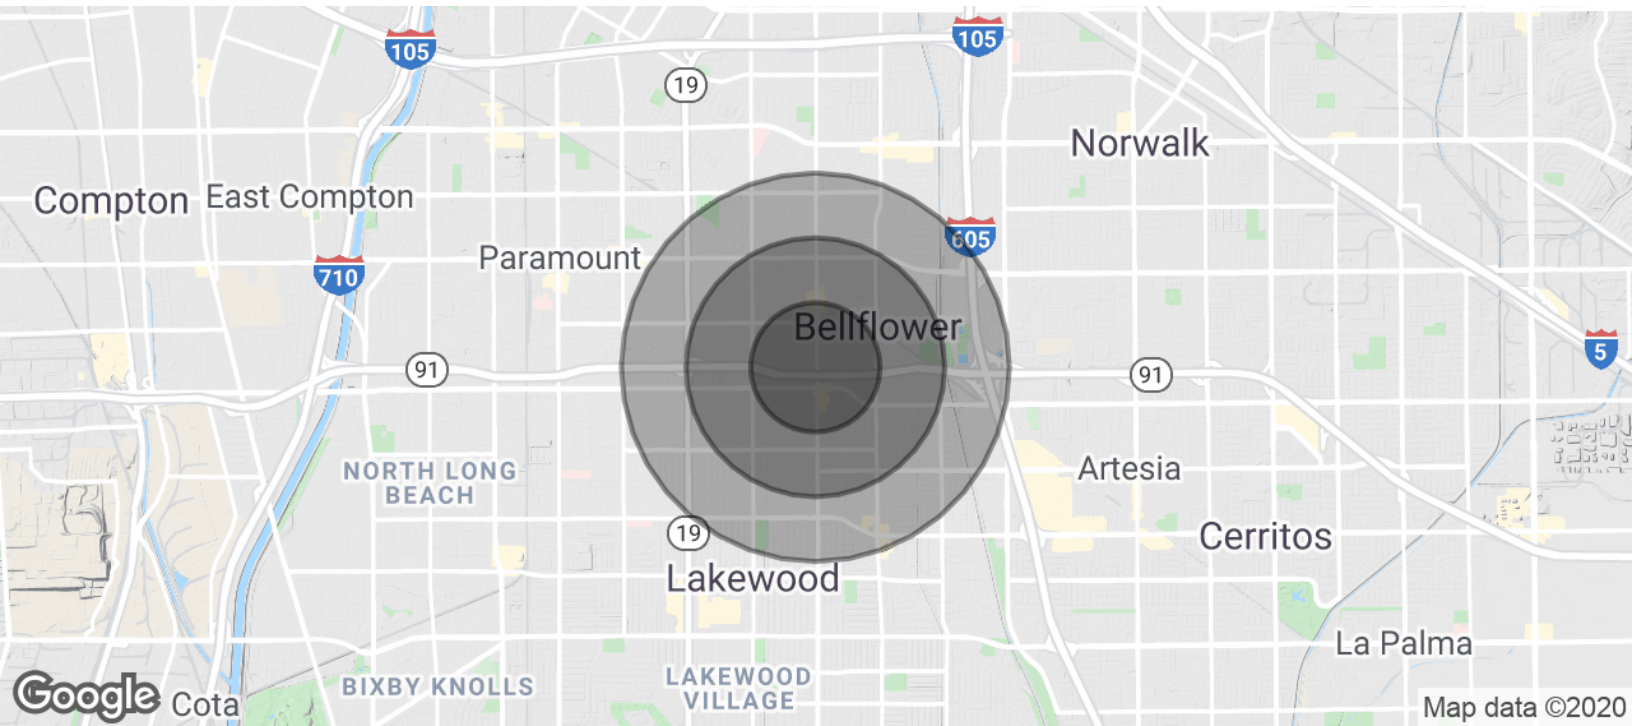 105
105
19
Norwalk
Compton
East Compton
605
Paramount
710
Bellflower
5
91
91
NORTH LONG
BEACH
Artesia
19
Cerritos
Lakewood
La Palma
LAKEWOOD
VILLAGE
BIXBY KNOLLS
Google
Cota
Map data ©2020